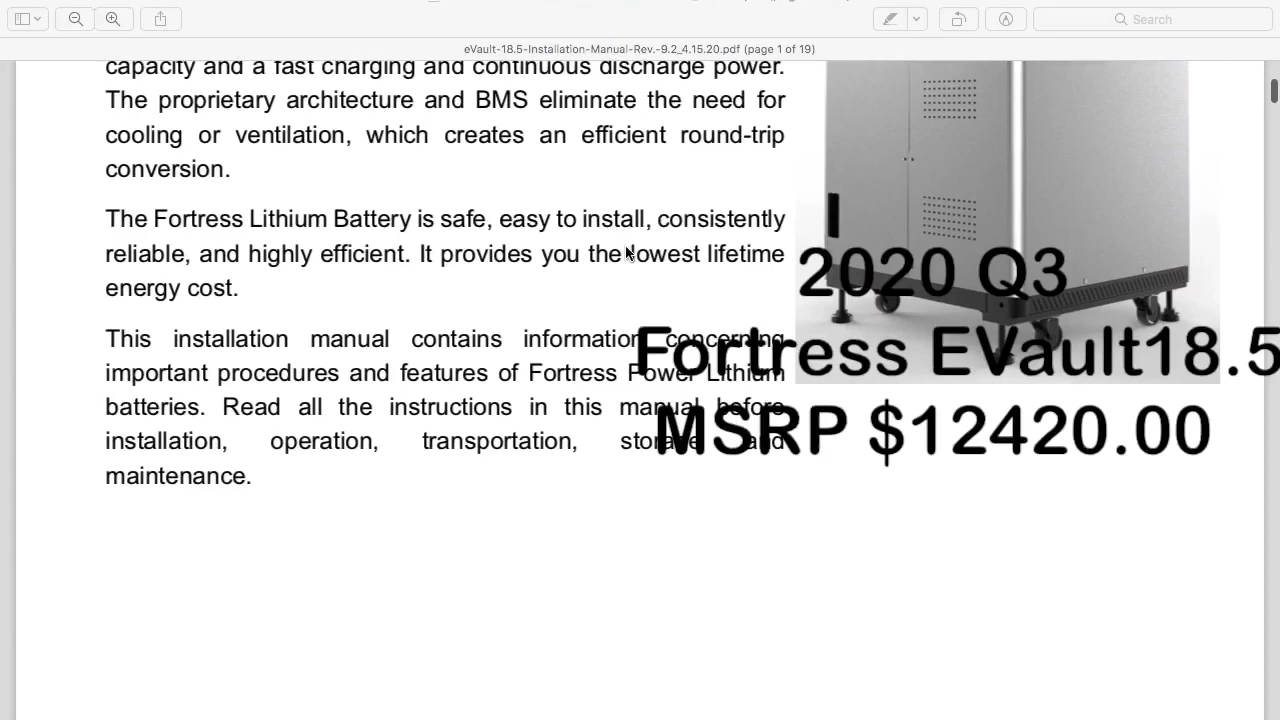 Search
eVault-18.5-Installation-Manual-Rev.-9.2_4.15.20.pdf (page 1 of 19)
capacity and a fast charging and continuous discharge power.
The proprietary architecture and BMS eliminate the need for
cooling or ventilation, which creates an efficient round-trip
conversion.
The Fortress Lithium Battery is safe, easy to install, consistently
reliable, and highly efficient. It provides you the lowest lifetime
energy cost.
This installation manual contains information concerning
important procedures and features of Fortress Power Lithium
batteries. Read all the instructions in this manual before
installation, operation, transportation, storage and
maintenance.
2020 Q3
Fortress EVault18.5
MSRP $12420.00